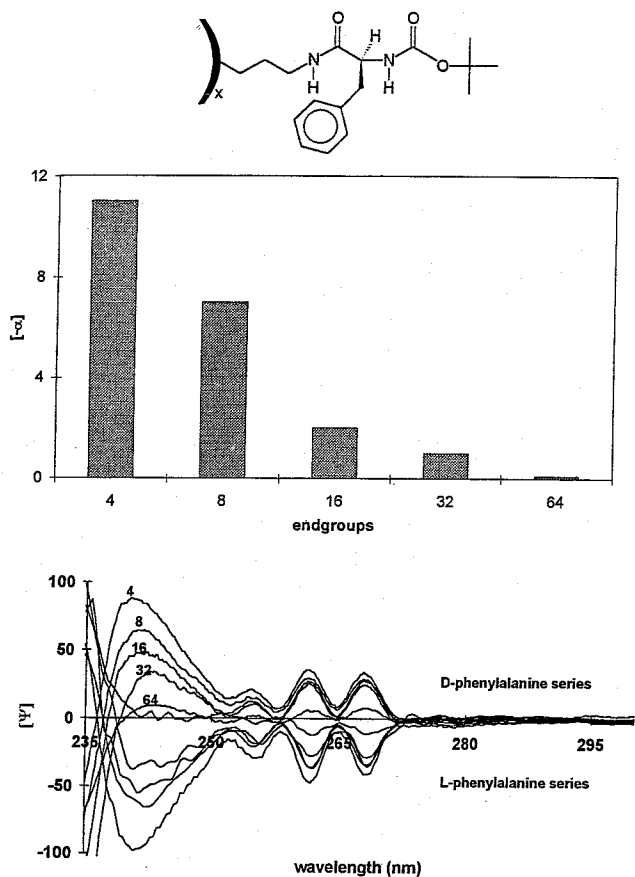 O H O
N N O
H H
x
12
8
4
0
[-α]
4 8 16 32 64
endgroups
100
50
0
-50
-100
[Ψ]
4
8
16
32
64
235 250 265 280 295
D-phenylalanine series
L-phenylalanine series
wavelength (nm)